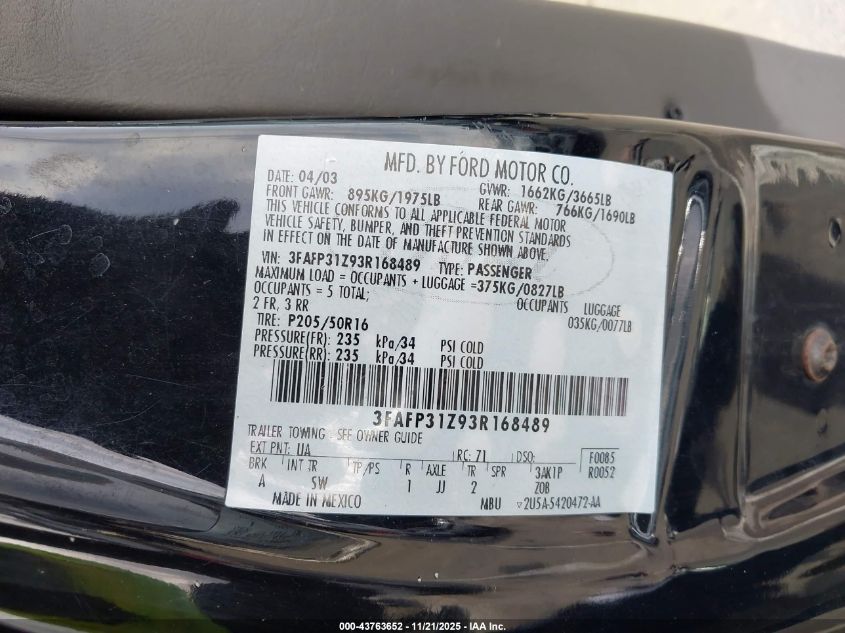 MFD. BY FORD MOTOR CO.
DATE: 04/03 GVWR: 1662KG/3665LB
FRONT GAWR: 895KG/1975LB REAR GAWR: 766KG/1690LB
THIS VEHICLE CONFORMS TO ALL APPLICABLE FEDERAL MOTOR
VEHICLE SAFETY, BUMPER, AND THEFT PREVENTION STANDARDS
IN EFFECT ON THE DATE OF MANUFACTURE SHOWN ABOVE.
VIN: 3FAFP31Z93R168489 TYPE: PASSENGER
MAXIMUM LOAD = OCCUPANTS + LUGGAGE =375KG/0827LB
OCCUPANTS = 5 TOTAL; OCCUPANTS LUGGAGE
2 FR, 3 RR 035KG/0077LB
TIRE: P205/50R16
PRESSURE(FR): 235 kPa/34 PSI COLD
PRESSURE(RR): 235 kPa/34 PSI COLD
3FAFP31Z93R168489
TRAILER TOWING - SEE OWNER GUIDE
EXT PNT: UA RC: 71 DSO: F0085
BRK INT TR TP/PS R AXLE TR SPR 3AK1P R0052
A SW 1 JJ 2 Z0B
MADE IN MEXICO MBU ▽2U5A-5420472-AA
000-43763652 - 11/21/2025 - IAA Inc.